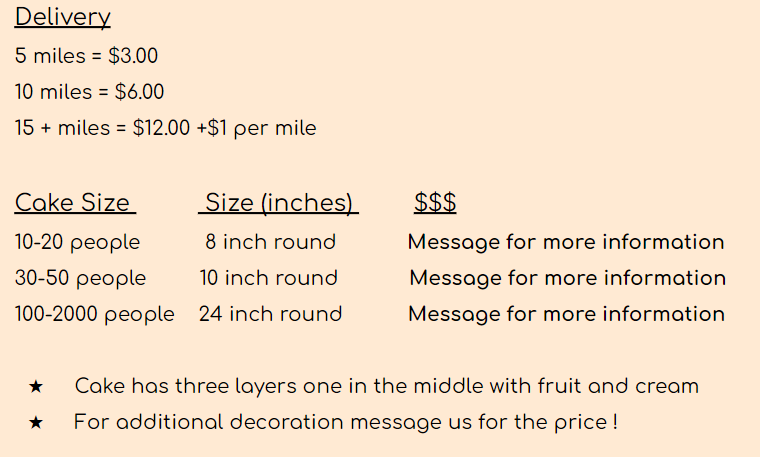 Delivery
5 miles = $3.00
10 miles = $6.00
15 + miles = $12.00 +$1 per mile
Cake Size Size (inches) $$$
10-20 people 8 inch round Message for more information
30-50 people 10 inch round Message for more information
100-2000 people 24 inch round Message for more information
★ Cake has three layers one in the middle with fruit and cream
★ For additional decoration message us for the price !